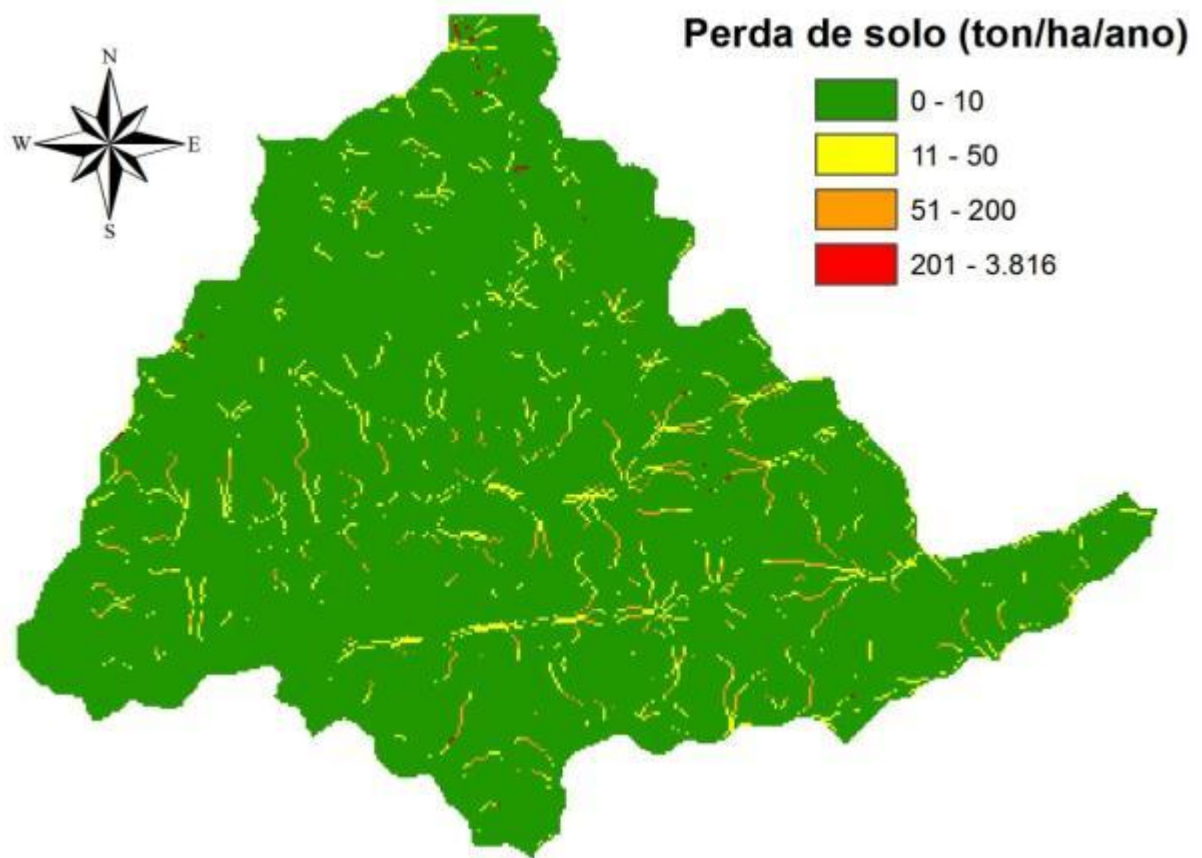 Perda de solo (ton/ha/ano)
0 - 10
11 - 50
51 - 200
201 - 3.816
N
W
E
S